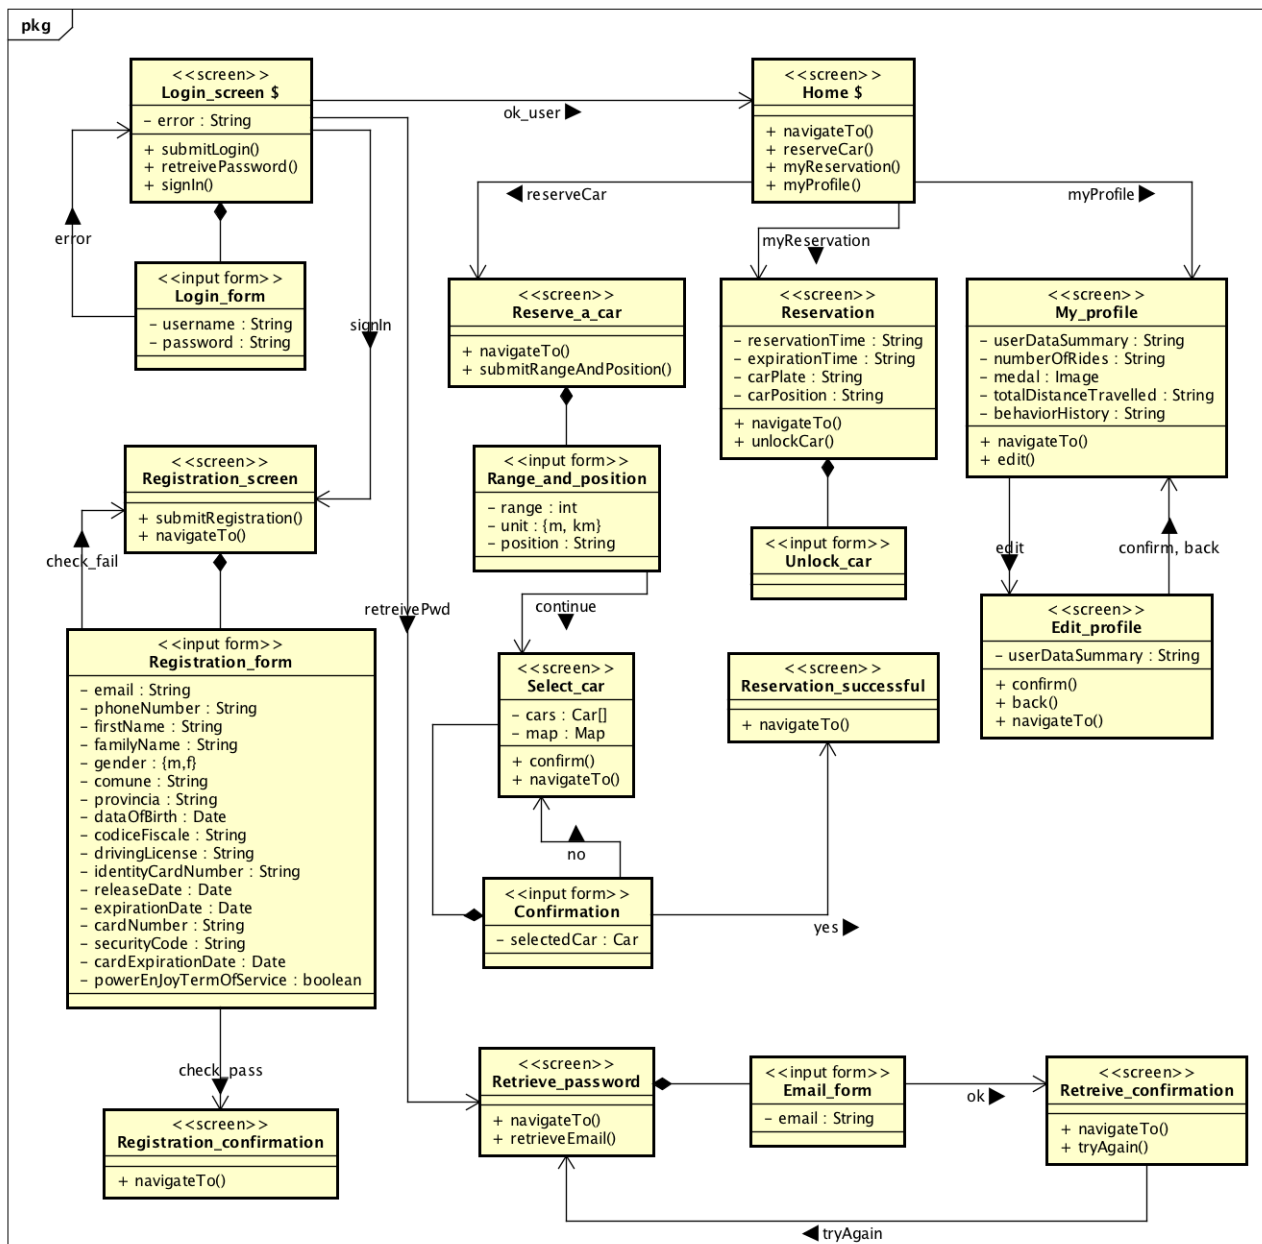 pkg
<<screen>>
Login_screen $
- error : String
+ submitLogin()
+ retreivePassword()
+ signIn()
ok_user
<<screen>>
Home $
+ navigateTo()
+ reserveCar()
+ myReservation()
+ myProfile()
error
reserveCar
myProfile
myReservation
<<input form>>
Login_form
- username : String
- password : String
signIn
<<screen>>
Reserve_a_car
+ navigateTo()
+ submitRangeAndPosition()
<<screen>>
Reservation
- reservationTime : String
- expirationTime : String
- carPlate : String
- carPosition : String
+ navigateTo()
+ unlockCar()
<<screen>>
My_profile
- userDataSummary : String
- numberOfRides : String
- medal : Image
- totalDistanceTravelled : String
- behaviorHistory : String
+ navigateTo()
+ edit()
<<screen>>
Registration_screen
+ submitRegistration()
+ navigateTo()
check_fail
<<input form>>
Range_and_position
- range : int
- unit : {m, km}
- position : String
<<input form>>
Unlock_car
edit
confirm, back
retreivePwd
continue
<<screen>>
Edit_profile
- userDataSummary : String
+ confirm()
+ back()
+ navigateTo()
<<input form>>
Registration_form
- email : String
- phoneNumber : String
- firstName : String
- familyName : String
- gender : {m,f}
- comune : String
- provincia : String
- dataOfBirth : Date
- codiceFiscale : String
- drivingLicense : String
- identityCardNumber : String
- releaseDate : Date
- expirationDate : Date
- cardNumber : String
- securityCode : String
- cardExpirationDate : Date
- powerEnJoyTermOfService : boolean
<<screen>>
Select_car
- cars : Car[]
- map : Map
+ confirm()
+ navigateTo()
<<screen>>
Reservation_successful
+ navigateTo()
no
<<input form>>
Confirmation
- selectedCar : Car
yes
check_pass
<<screen>>
Registration_confirmation
+ navigateTo()
<<screen>>
Retrieve_password
+ navigateTo()
+ retrieveEmail()
<<input form>>
Email_form
- email : String
ok
<<screen>>
Retreive_confirmation
+ navigateTo()
+ tryAgain()
tryAgain